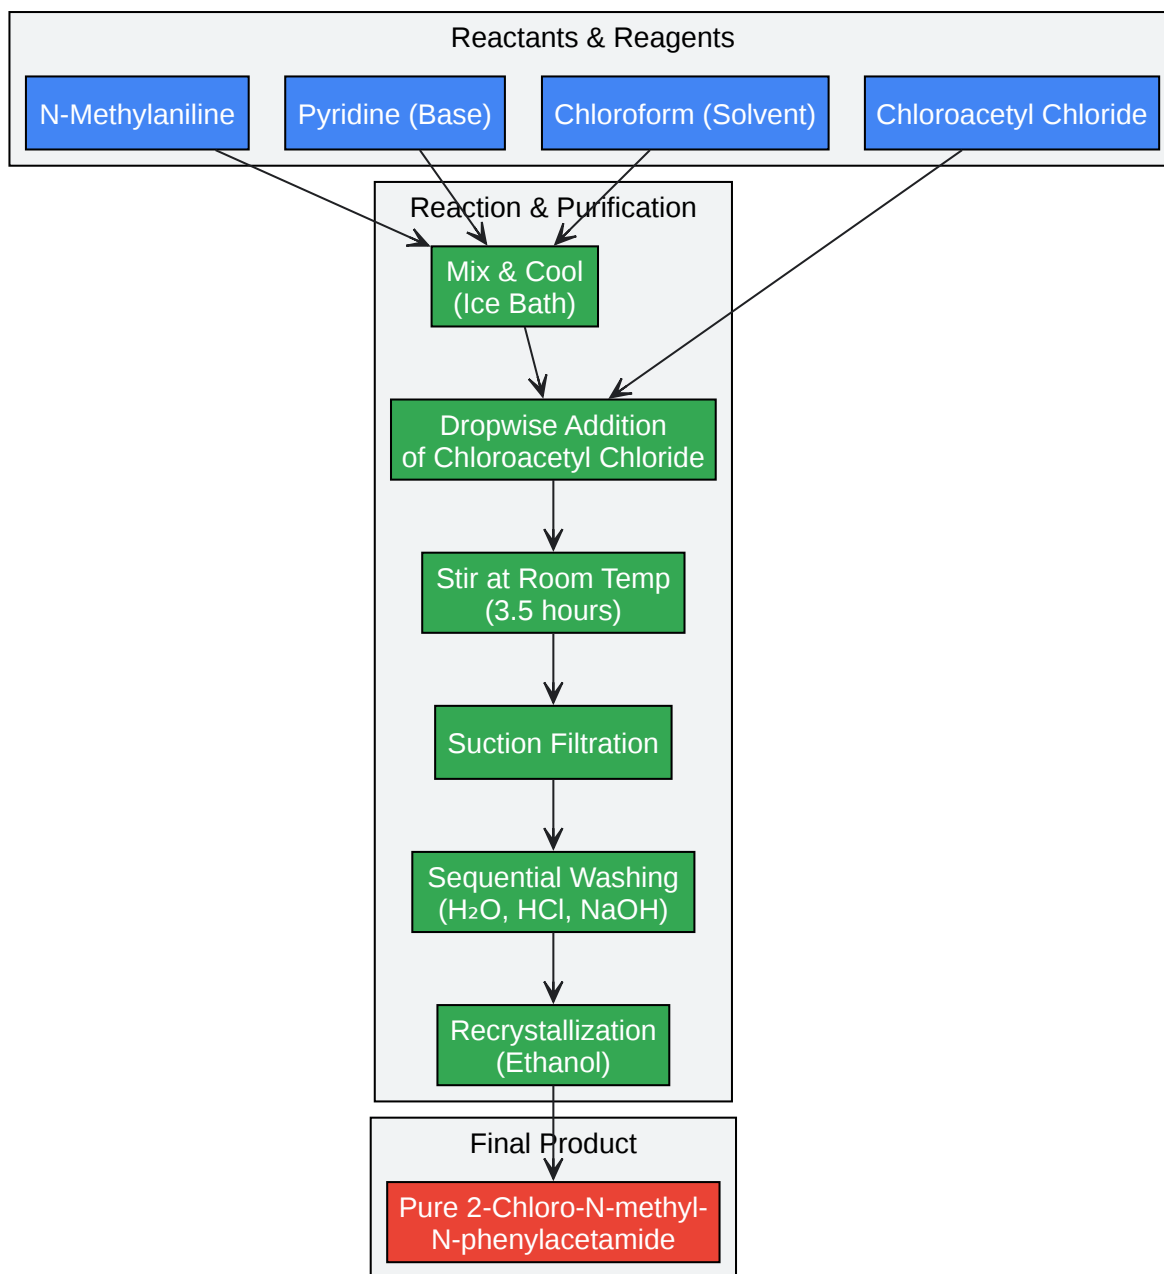 Reactants & Reagents
N-Methylaniline
Pyridine (Base)
Chloroform (Solvent)
Chloroacetyl Chloride
Reaction & Purification
Mix & Cool
(Ice Bath)
Dropwise Addition
of Chloroacetyl Chloride
Stir at Room Temp
(3.5 hours)
Suction Filtration
Sequential Washing
(H₂O, HCl, NaOH)
Recrystallization
(Ethanol)
Final Product
Pure 2-Chloro-N-methyl-
N-phenylacetamide